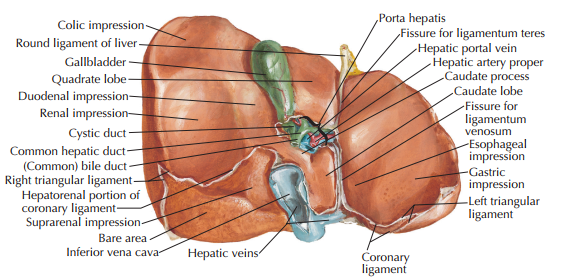 Colic impression
Round ligament of liver
Gallbladder
Quadrate lobe
Duodenal impression
Renal impression
Cystic duct
Common hepatic duct
(Common) bile duct
Right triangular ligament
Hepatorenal portion of
coronary ligament
Suprarenal impression
Bare area
Inferior vena cava
Hepatic veins
Porta hepatis
Fissure for ligamentum teres
Hepatic portal vein
Hepatic artery proper
Caudate process
Caudate lobe
Fissure for
ligamentum
venosum
Esophageal
impression
Gastric
impression
Left triangular
ligament
Coronary
ligament